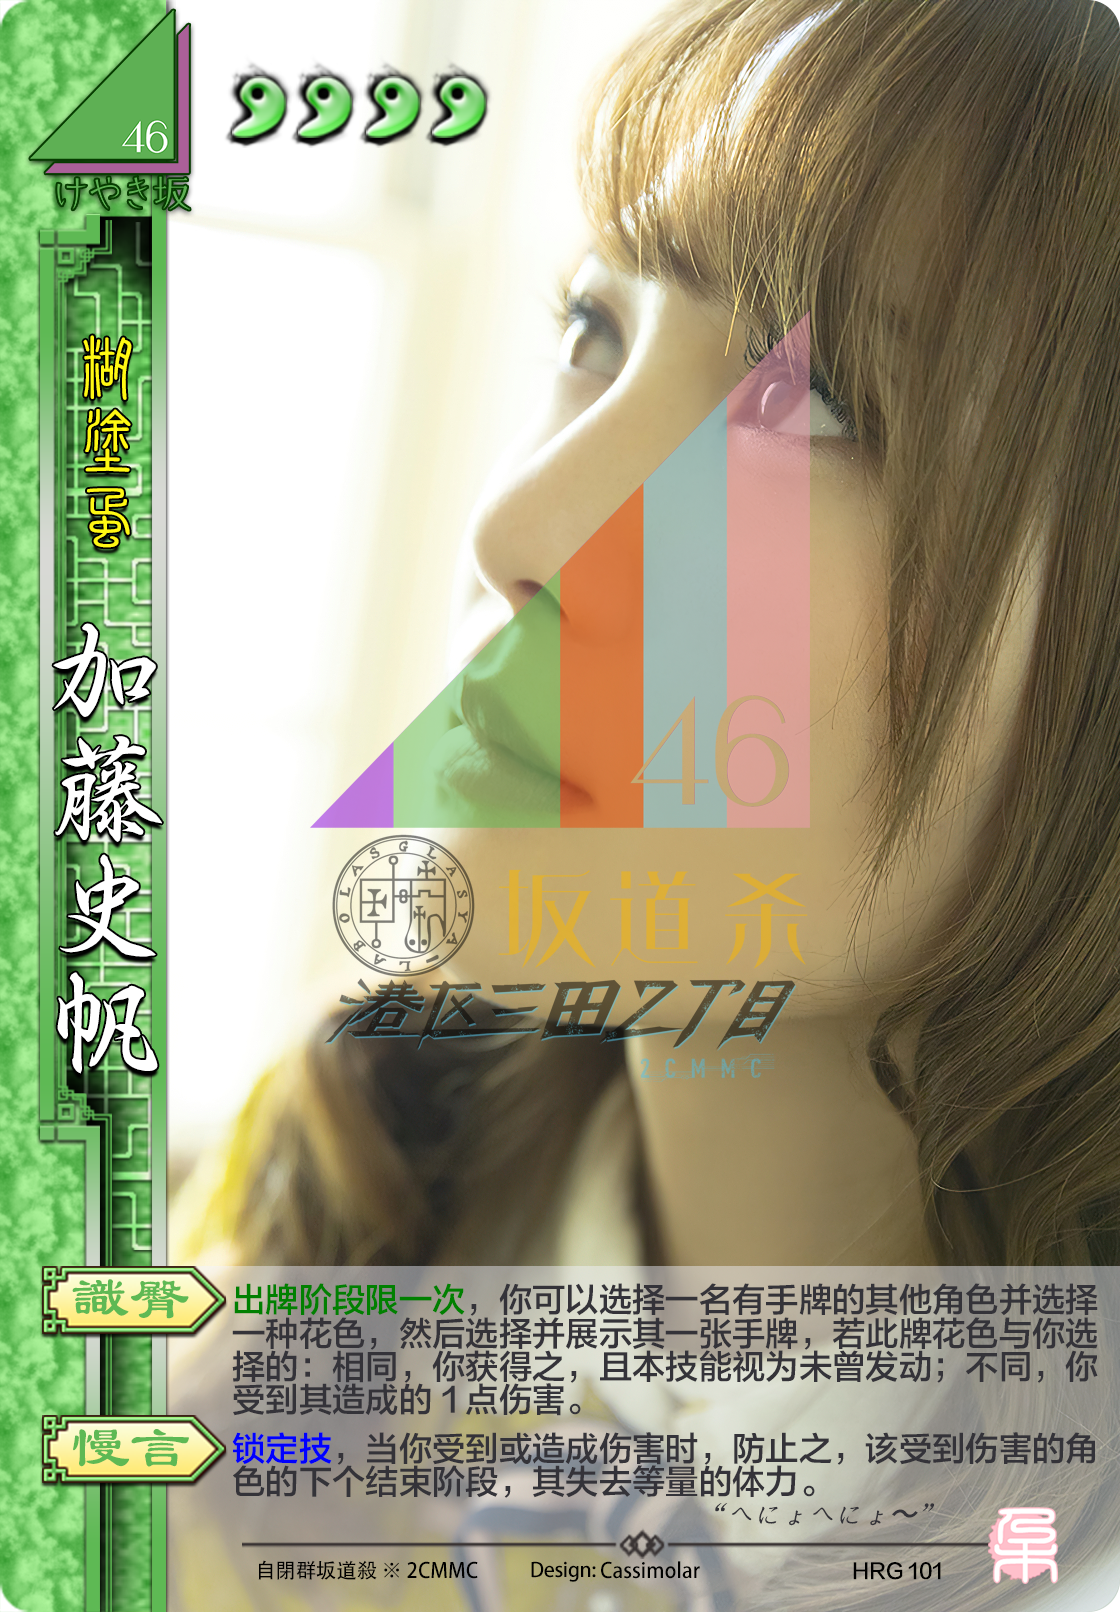 46
けやき坂
糊塗蛋
加藤史帆
46
GLASYA-LABOLAS
坂道杀
港区三田2丁目
2CMMC
識臀
出牌阶段限一次，你可以选择一名有手牌的其他角色并选择
一种花色，然后选择并展示其一张手牌，若此牌花色与你选
择的：相同，你获得之，且本技能视为未曾发动；不同，你
受到其造成的 1点伤害。
慢言
锁定技，当你受到或造成伤害时，防止之，该受到伤害的角
色的下个结束阶段，其失去等量的体力。
“へにょへにょ～”
自閉群坂道殺 ※ 2CMMC
Design: Cassimolar
HRG 101